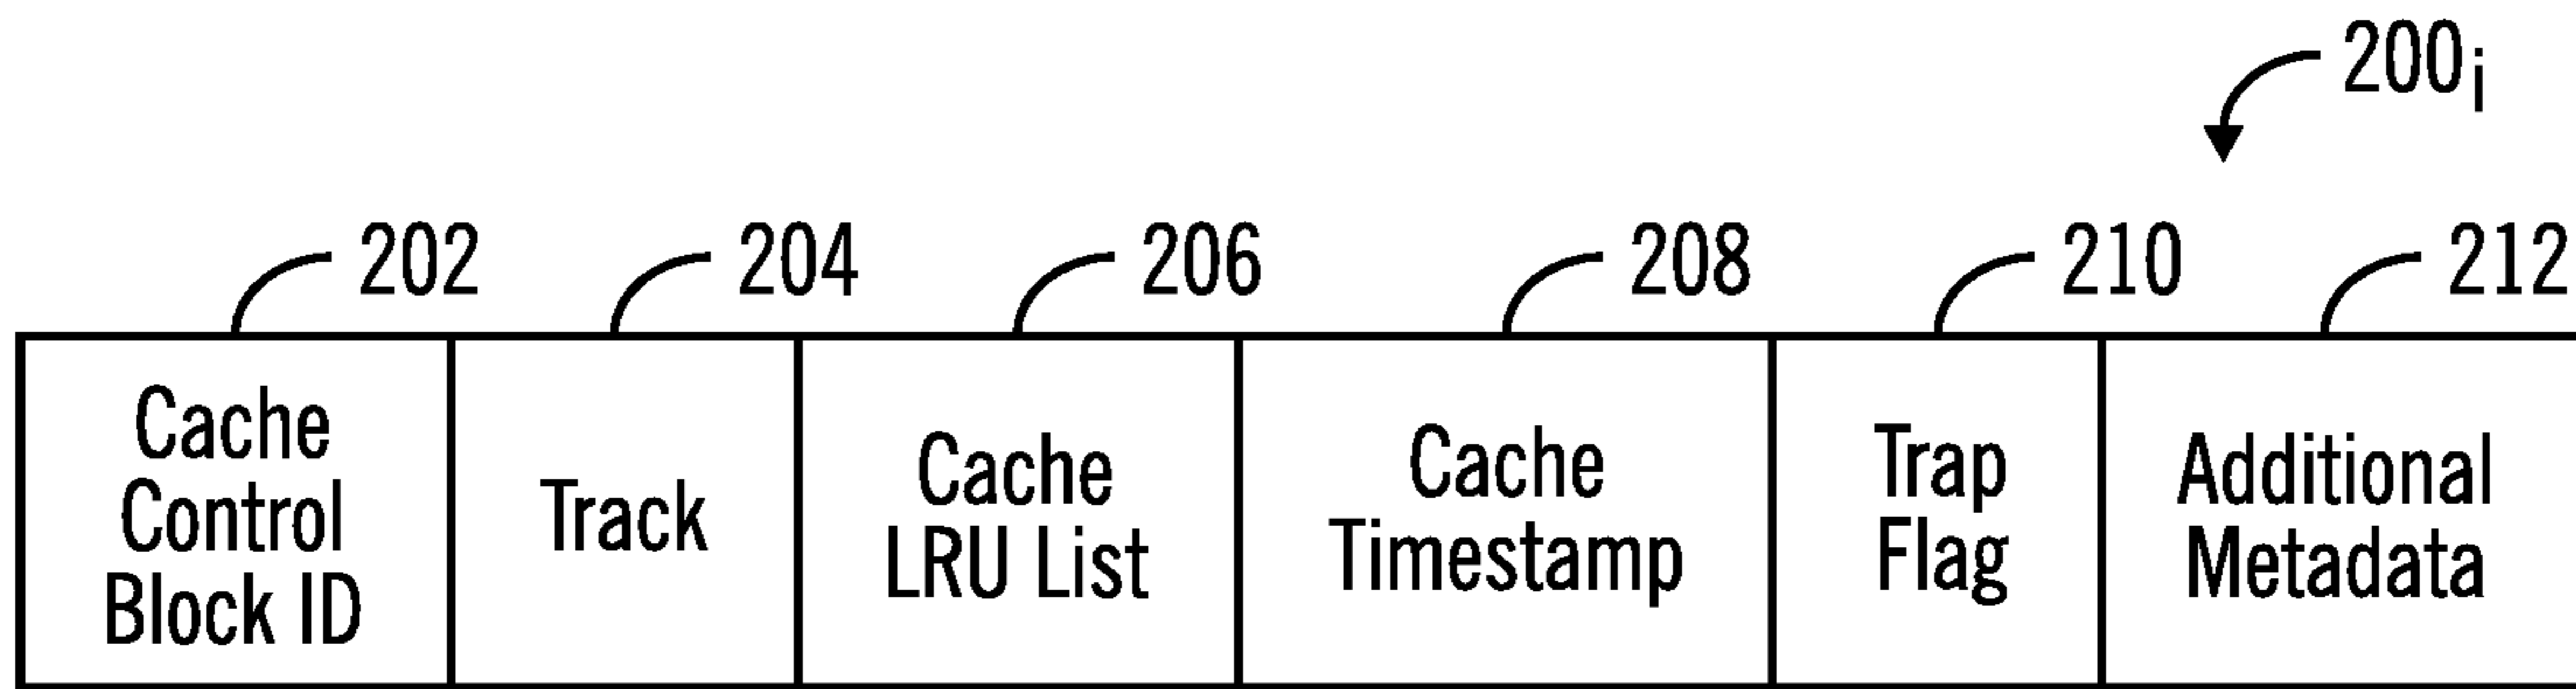 200i
202
204
206
208
210
212
Cache
Control
Block ID
Track
Cache
LRU List
Cache
Timestamp
Trap
Flag
Additional
Metadata